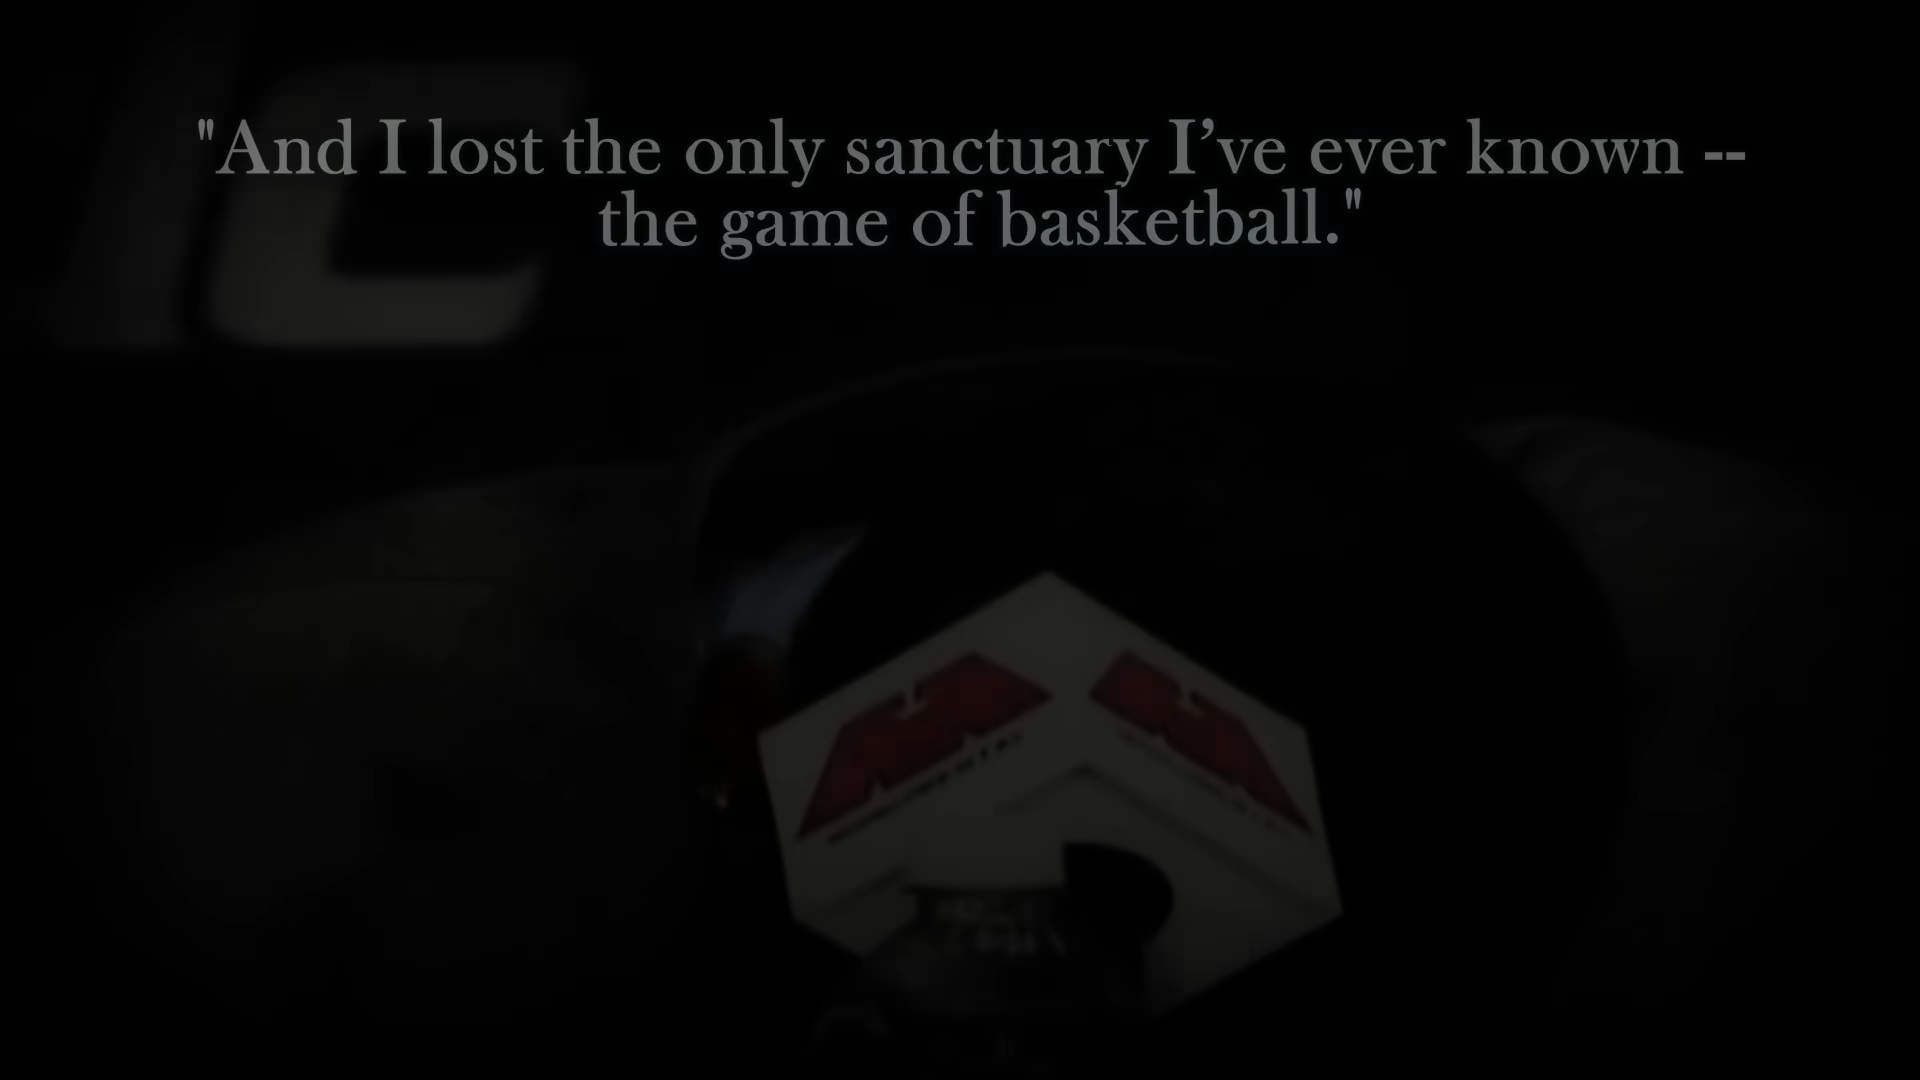 "And I lost the only sanctuary I’ve ever known --
the game of basketball."